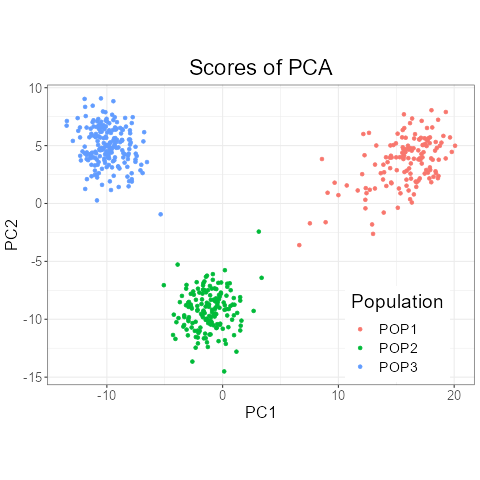 Scores of PCA
10
5
0
-5
-10
-15
PC2
-10
0
10
20
PC1
Population
POP1
POP2
POP3